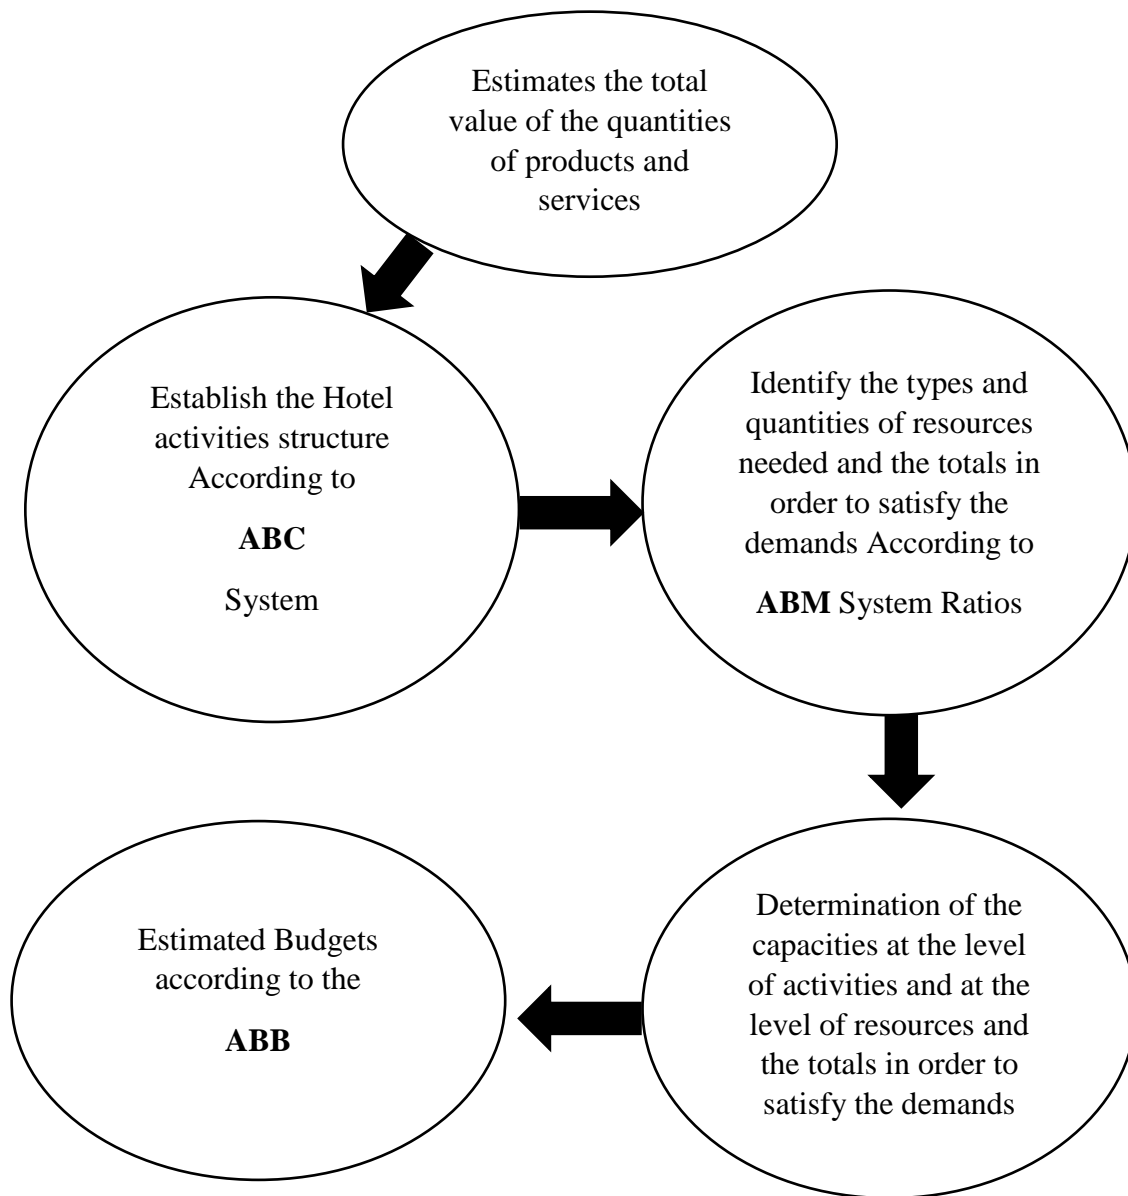 Estimates the total
value of the quantities
of products and
services
Establish the Hotel
activities structure
According to
ABC
System
Identify the types and
quantities of resources
needed and the totals in
order to satisfy the
demands According to
ABM System Ratios
Determination of the
capacities at the level
of activities and at the
level of resources and
the totals in order to
satisfy the demands
Estimated Budgets
according to the
ABB